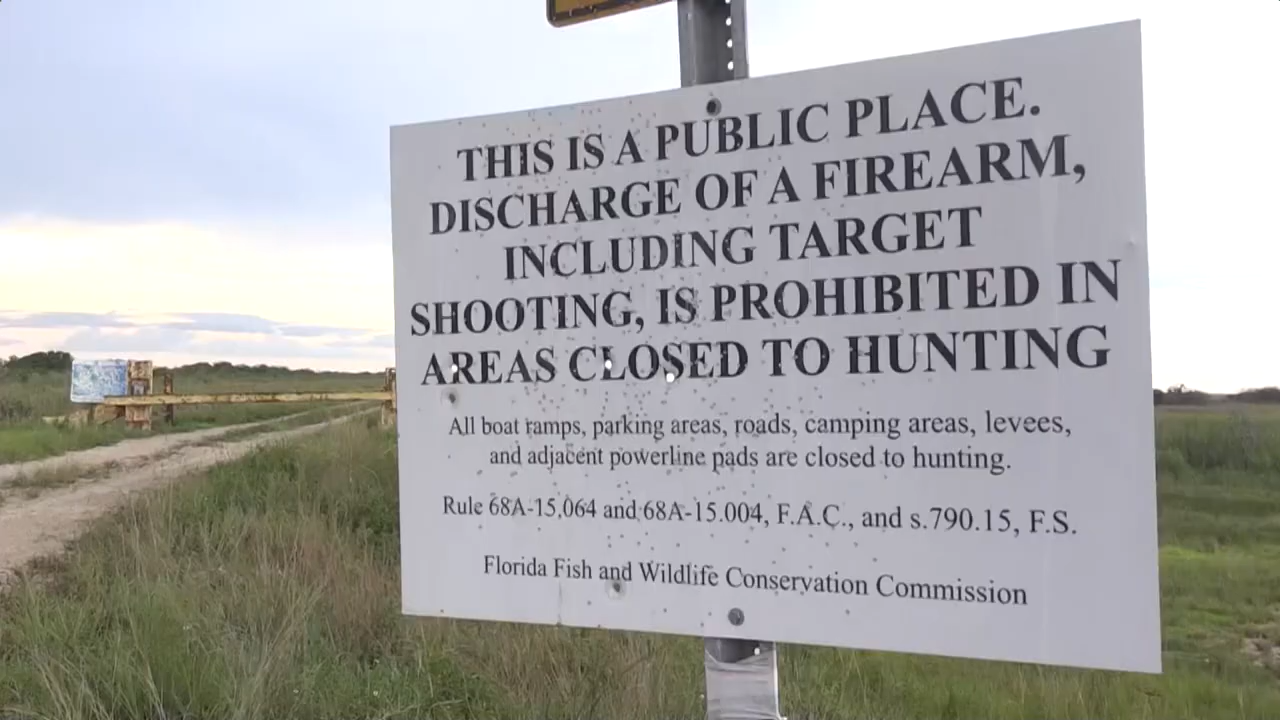 THIS IS A PUBLIC PLACE.
DISCHARGE OF A FIREARM,
INCLUDING TARGET
SHOOTING, IS PROHIBITED IN
AREAS CLOSED TO HUNTING
All boat ramps, parking areas, roads, camping areas, levees,
and adjacent powerline pads are closed to hunting.
Rule 68A-15.064 and 68A-15.004, F.A.C., and s.790.15, F.S.
Florida Fish and Wildlife Conservation Commission